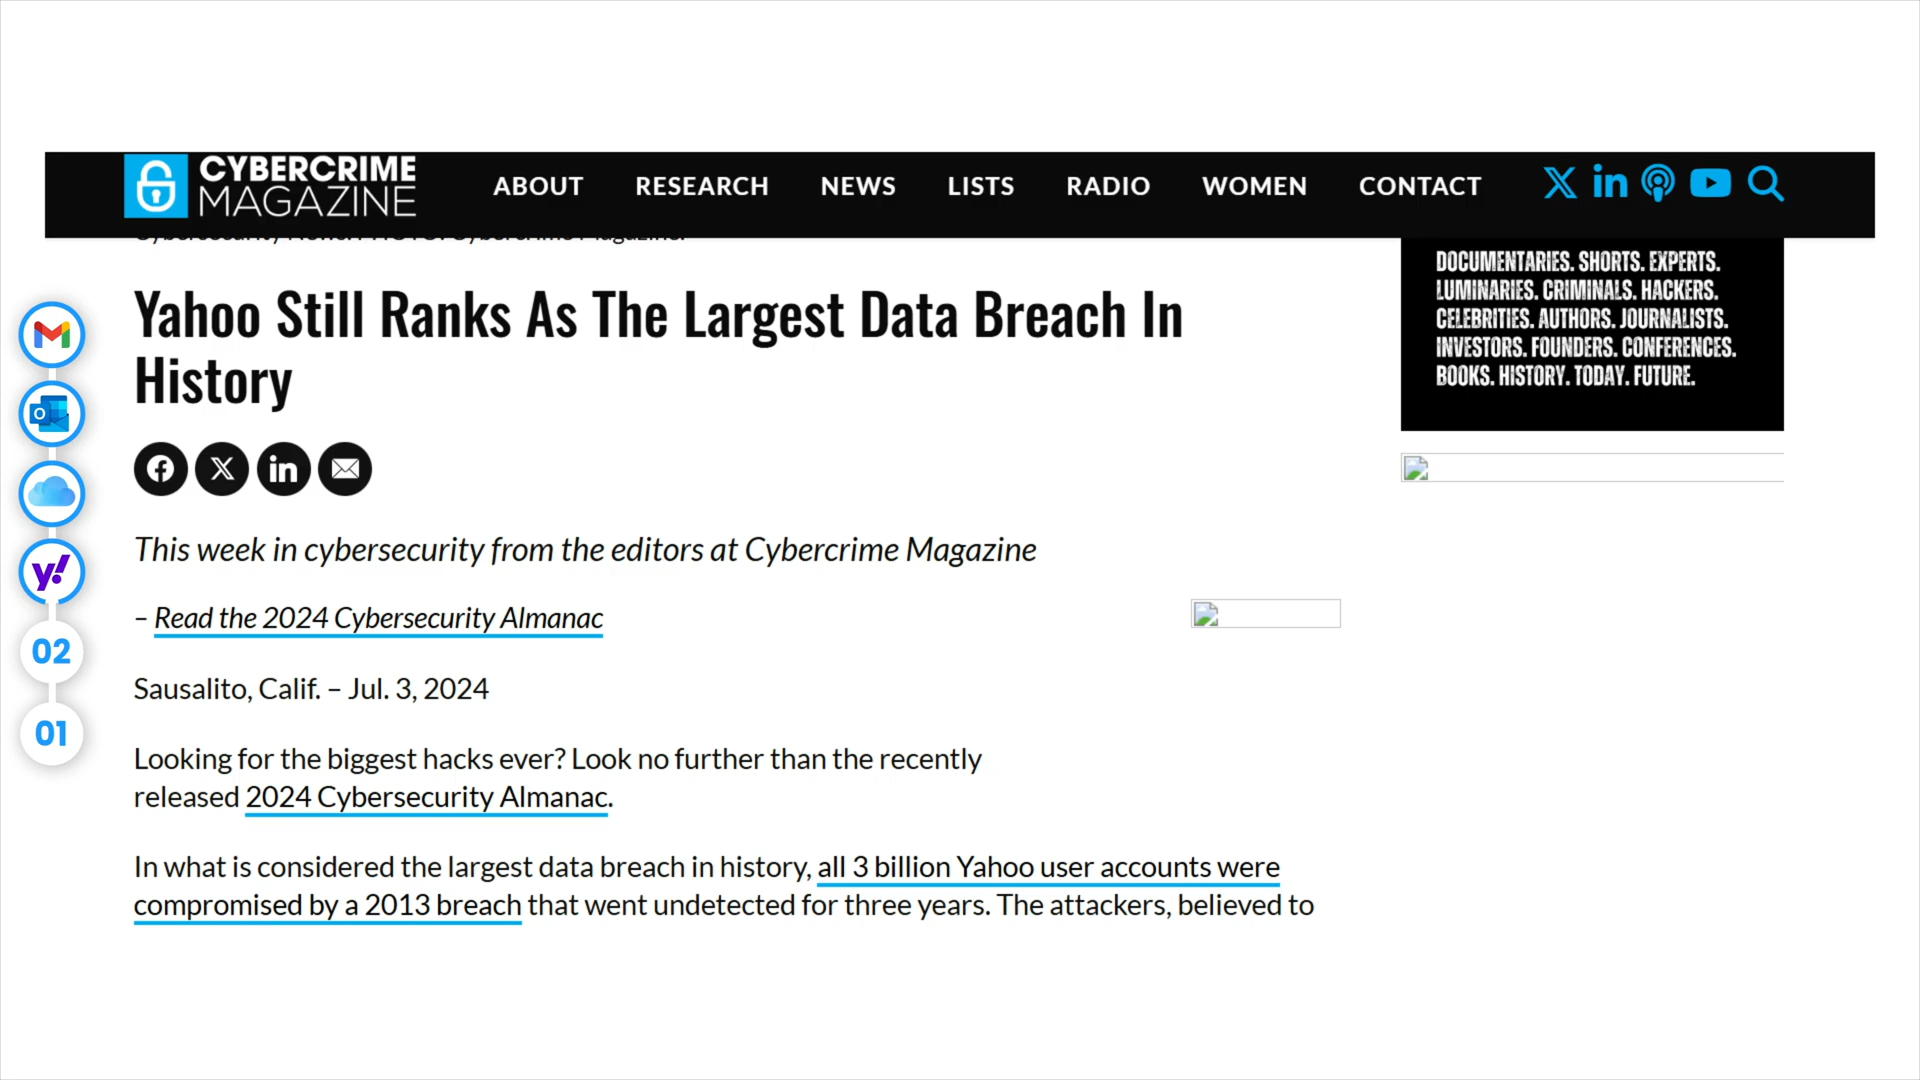 CYBERCRIME
MAGAZINE
ABOUT RESEARCH NEWS LISTS RADIO WOMEN CONTACT
DOCUMENTARIES. SHORTS. EXPERTS.
LUMINARIES. CRIMINALS. HACKERS.
CELEBRITIES. AUTHORS. JOURNALISTS.
INVESTORS. FOUNDERS. CONFERENCES.
BOOKS. HISTORY. TODAY. FUTURE.
Yahoo Still Ranks As The Largest Data Breach In
History
This week in cybersecurity from the editors at Cybercrime Magazine
– Read the 2024 Cybersecurity Almanac
Sausalito, Calif. – Jul. 3, 2024
Looking for the biggest hacks ever? Look no further than the recently
released 2024 Cybersecurity Almanac.
In what is considered the largest data breach in history, all 3 billion Yahoo user accounts were
compromised by a 2013 breach that went undetected for three years. The attackers, believed to
02
01